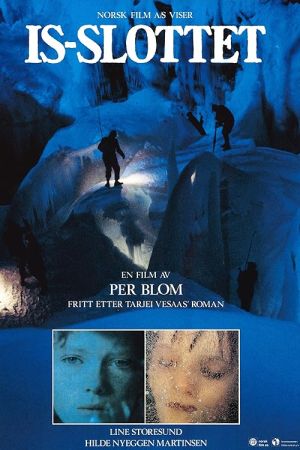 NORSK FILM A/S VISER
IS-SLOTTET
EN FILM AV
PER BLOM
FRITT ETTER TARJEI VESAAS' ROMAN
LINE STORESUND
HILDE NYEGGEN MARTINSEN